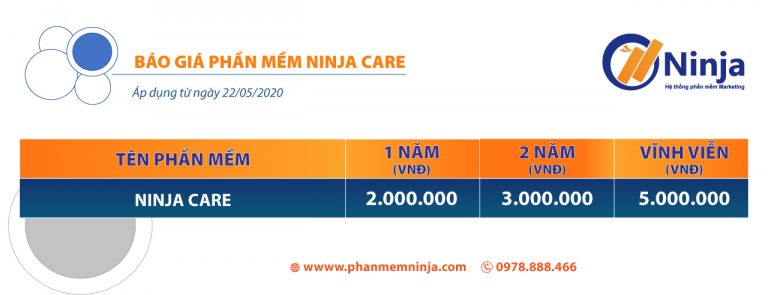 BÁO GIÁ PHẦN MỀM NINJA CARE
Áp dụng từ ngày 22/05/2020
Ninja
Hệ thống phần mềm Marketing
TÊN PHẦN MỀM 1 NĂM 2 NĂM VĨNH VIỄN
(VNĐ) (VNĐ) (VNĐ)
NINJA CARE 2.000.000 3.000.000 5.000.000
www.phanmemninja.com 0978.888.466